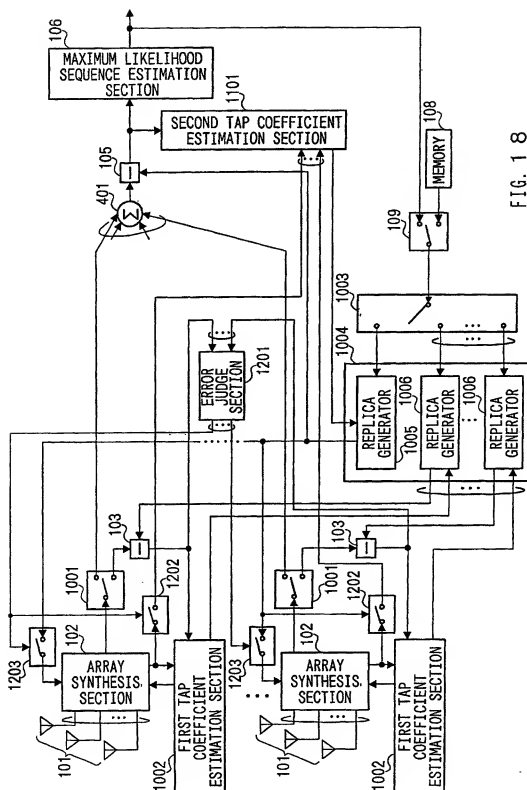 106
MAXIMUM LIKELIHOOD
SEQUENCE ESTIMATION
SECTION
1101
SECOND TAP COEFFICIENT
ESTIMATION SECTION
105
−
401
Σ
108
MEMORY
109
1003
1004
ERROR
JUDGE
SECTION
1201
REPLICA
GENERATOR
1005
1006
REPLICA
GENERATOR
1006
REPLICA
GENERATOR
103
−
1001
1202
1203
102
ARRAY
SYNTHESIS
SECTION
101
1002
FIRST TAP
COEFFICIENT
ESTIMATION SECTION
103
−
1001
1202
1203
102
ARRAY
SYNTHESIS
SECTION
101
1002
FIRST TAP
COEFFICIENT
ESTIMATION SECTION
FIG. 18